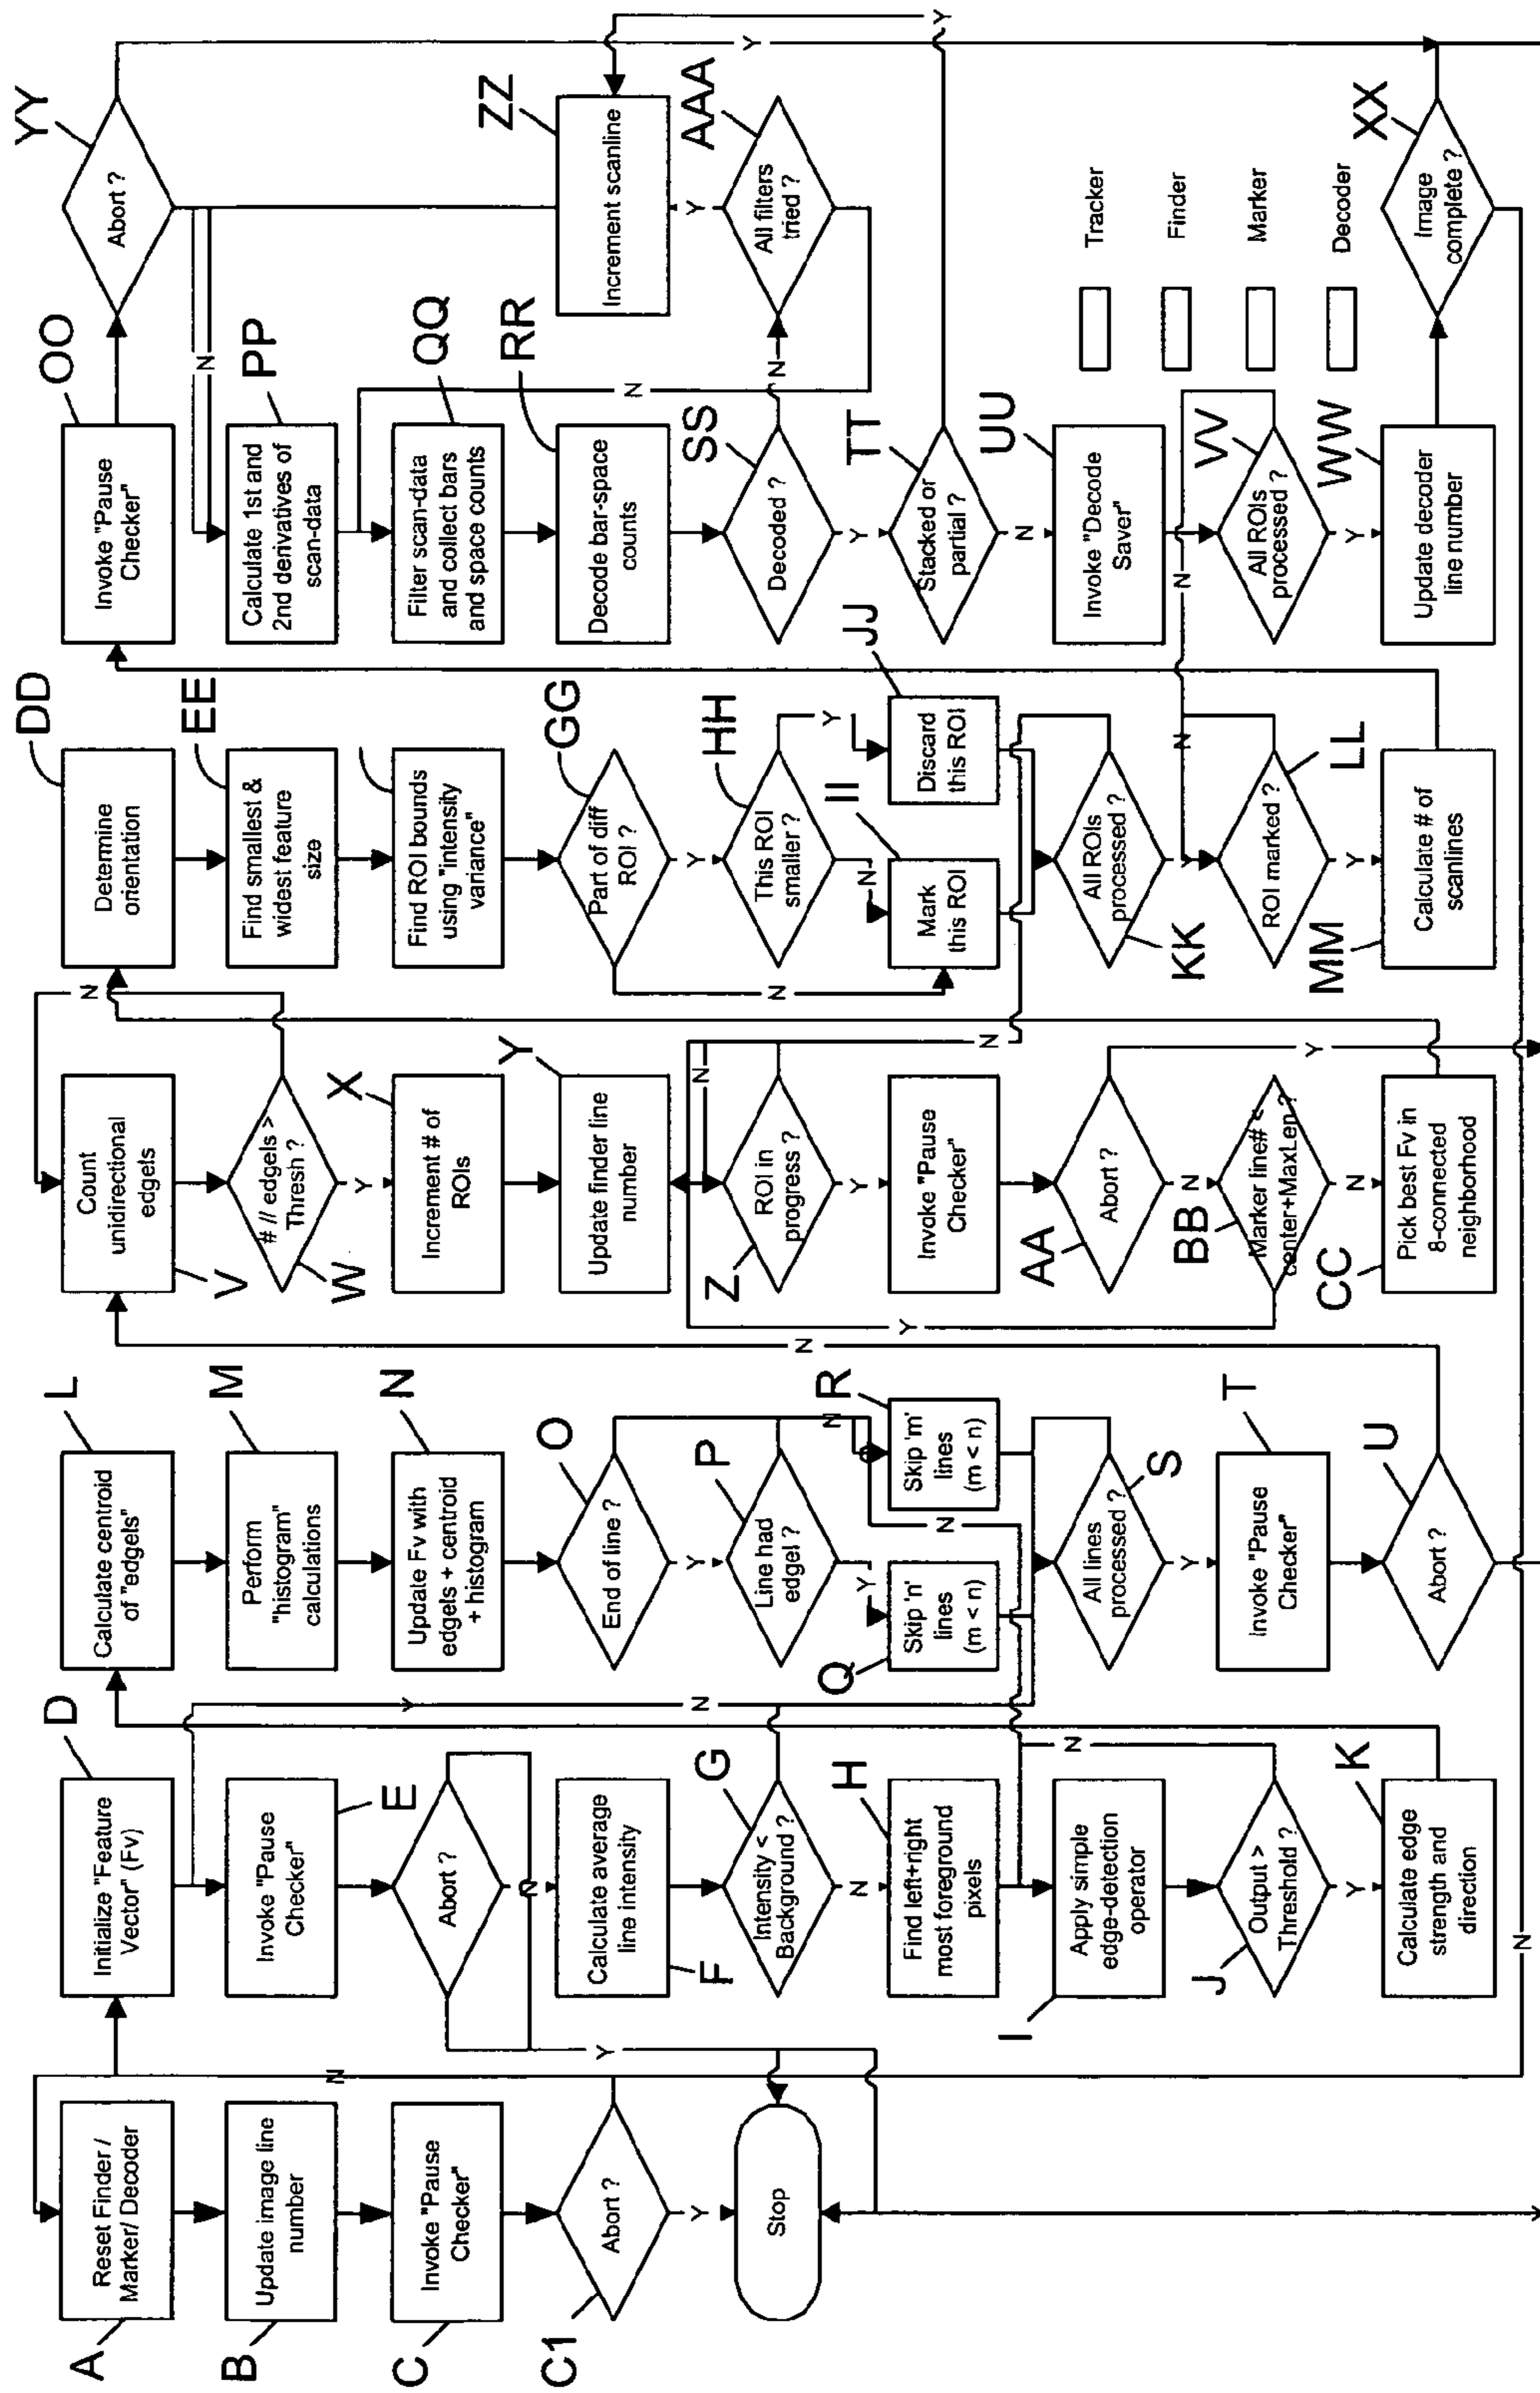 A
Reset Finder /
Marker/ Decoder
B
Update image line
number
C
Invoke "Pause
Checker"
C1
Abort ?
Y
N
Stop
D
Initialize "Feature
Vector" (Fv)
Invoke "Pause
Checker"
E
Abort ?
N
Y
F
Calculate average
line intensity
G
Intensity <
Background ?
N
N
H
Find left+right
most foreground
pixels
I
Apply simple
edge-detection
operator
J
Output >
Threshold ?
N
Y
K
Calculate edge
strength and
direction
N
L
Calculate centroid
of "edgels"
M
Perform
"histogram"
calculations
N
Update Fv with
edgels + centroid
+ histogram
O
End of line ?
Y
N
P
Line had
edgel ?
Y
N
Q
Skip 'n'
lines
(m < n)
R
Skip 'm'
lines
(m < n)
S
All lines
processed ?
Y
T
Invoke "Pause
Checker"
U
Abort ?
N
V
Count
unidirectional
edgels
N
W
# // edgels >
Thresh ?
Y
X
Increment # of
ROIs
Y
Update finder line
number
Z
ROI in
progress ?
N
Y
Invoke "Pause
Checker"
AA
Abort ?
N
Y
BB
Marker line# <
center+MaxLen ?
Y
N
CC
Pick best Fv in
8-connected
neighborhood
DD
Determine
orientation
EE
Find smallest &
widest feature
size
Find ROI bounds
using "intensity
variance"
GG
Part of diff
ROI ?
Y
N
HH
This ROI
smaller ?
N
Y
II
Mark
this ROI
JJ
Discard
this ROI
KK
All ROIs
processed ?
N
Y
LL
ROI marked ?
N
Y
MM
Calculate # of
scanlines
OO
Invoke "Pause
Checker"
N
PP
Calculate 1st and
2nd derivatives of
scan-data
QQ
Filter scan-data
and collect bars
and space counts
RR
Decode bar-space
counts
N
SS
Decoded ?
N
Y
TT
Stacked or
partial ?
Y
N
UU
Invoke "Decode
Saver"
VV
All ROIs
processed ?
N
Y
WW
Update decoder
line number
YY
Abort ?
Y
ZZ
Increment scanline
Y
AAA
All filters
tried ?
Tracker
Finder
Marker
Decoder
XX
Image
complete ?